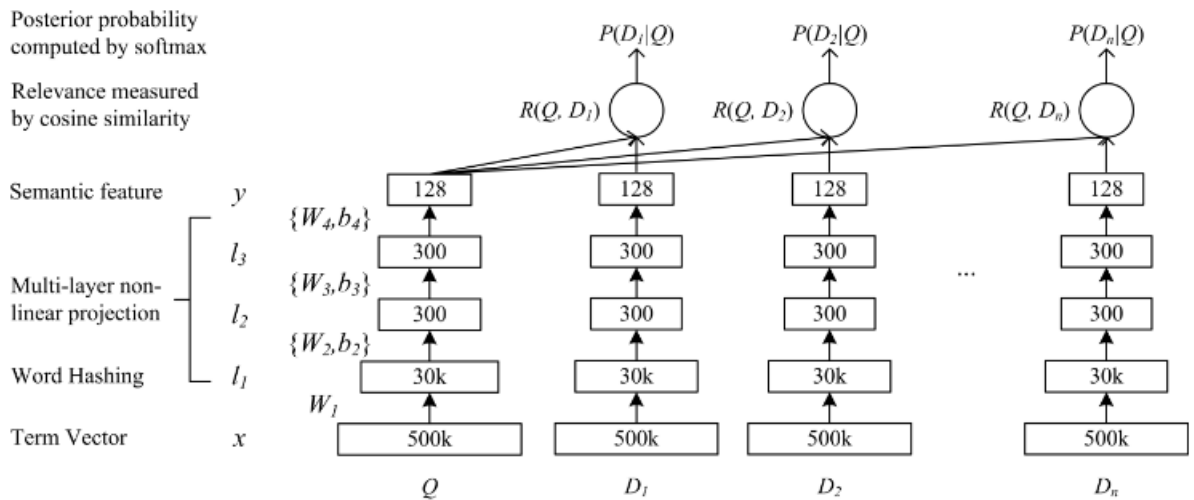 Posterior probability
computed by softmax
P(D₁|Q) P(D₂|Q) P(Dₙ|Q)
Relevance measured
by cosine similarity
R(Q, D₁) R(Q, D₂) R(Q, Dₙ)
Semantic feature y 128 128 128 128
{W₄,b₄}
l₃ 300 300 300 300
Multi-layer non-
linear projection
{W₃,b₃}
...
l₂ 300 300 300 300
{W₂,b₂}
Word Hashing l₁ 30k 30k 30k 30k
W₁
Term Vector x 500k 500k 500k 500k
Q D₁ D₂ Dₙ